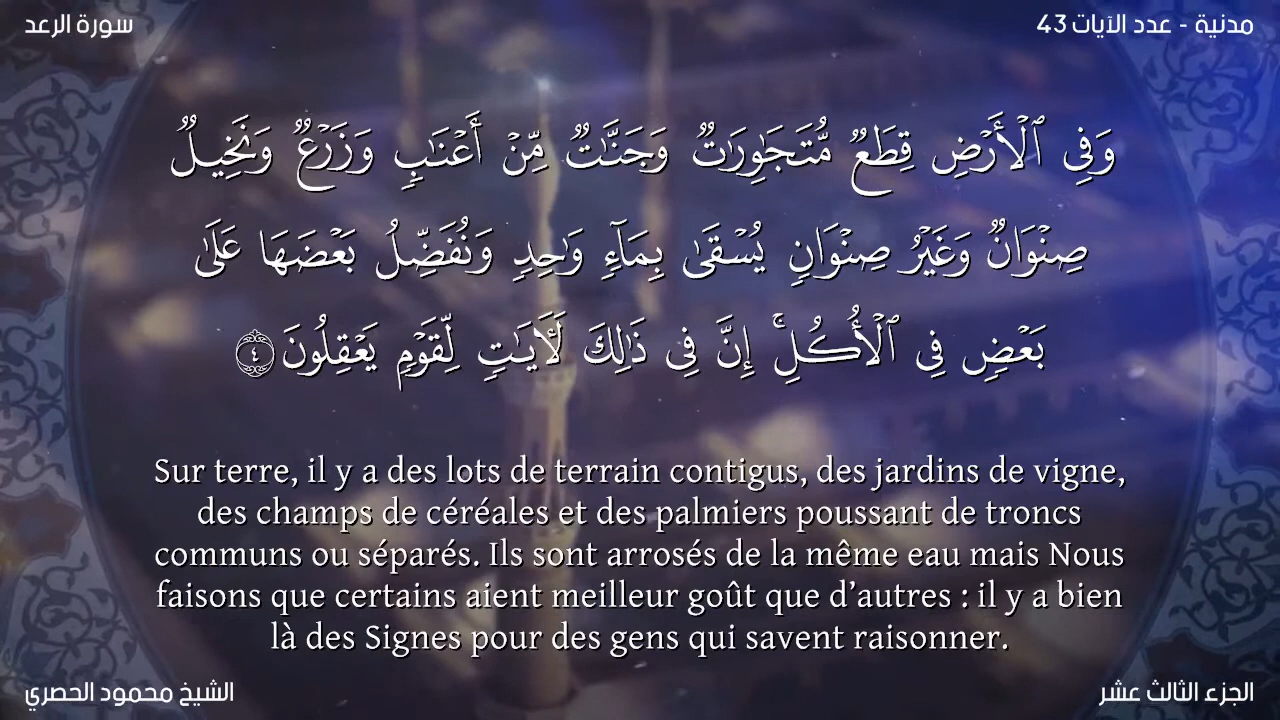 مدنية - عدد الآيات 43
سورة الرعد
وَفِي ٱلْأَرْضِ قِطَعٌ مُّتَجَٰوِرَٰتٌ وَجَنَّٰتٌ مِّنْ أَعْنَٰبٍ وَزَرْعٌ وَنَخِيلٌ
صِنْوَانٌ وَغَيْرُ صِنْوَانٍ يُسْقَىٰ بِمَآءٍ وَٰحِدٍ وَنُفَضِّلُ بَعْضَهَا عَلَىٰ
بَعْضٍ فِي ٱلْأُكُلِ ۚ إِنَّ فِي ذَٰلِكَ لَـَٔايَٰتٍ لِّقَوْمٍ يَعْقِلُونَ ٤
Sur terre, il y a des lots de terrain contigus, des jardins de vigne,
des champs de céréales et des palmiers poussant de troncs
communs ou séparés. Ils sont arrosés de la même eau mais Nous
faisons que certains aient meilleur goût que d’autres : il y a bien
là des Signes pour des gens qui savent raisonner.
الجزء الثالث عشر
الشيخ محمود الحصري